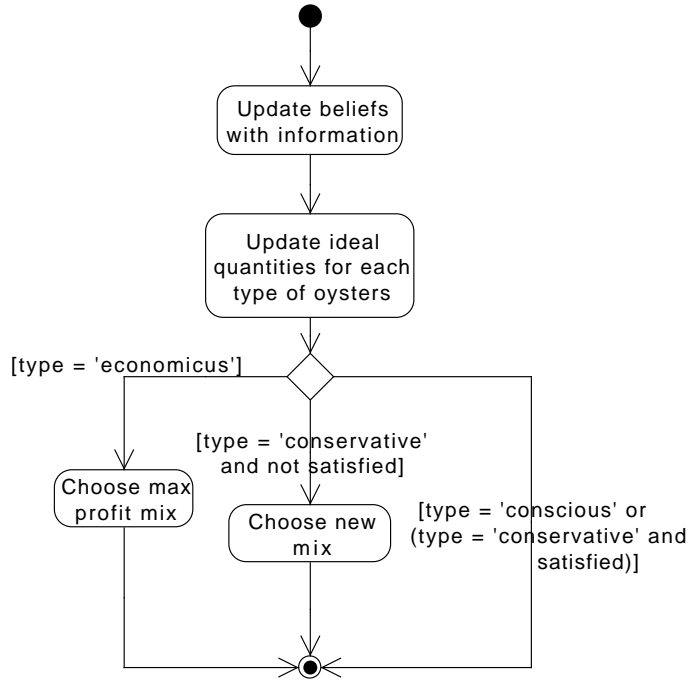 Update beliefs
with information
Update ideal
quantities for each
type of oysters
[type = 'economicus']
[type = 'conservative'
and not satisfied]
Choose max
profit mix
Choose new
mix
[type = 'conscious' or
(type = 'conservative' and
satisfied)]